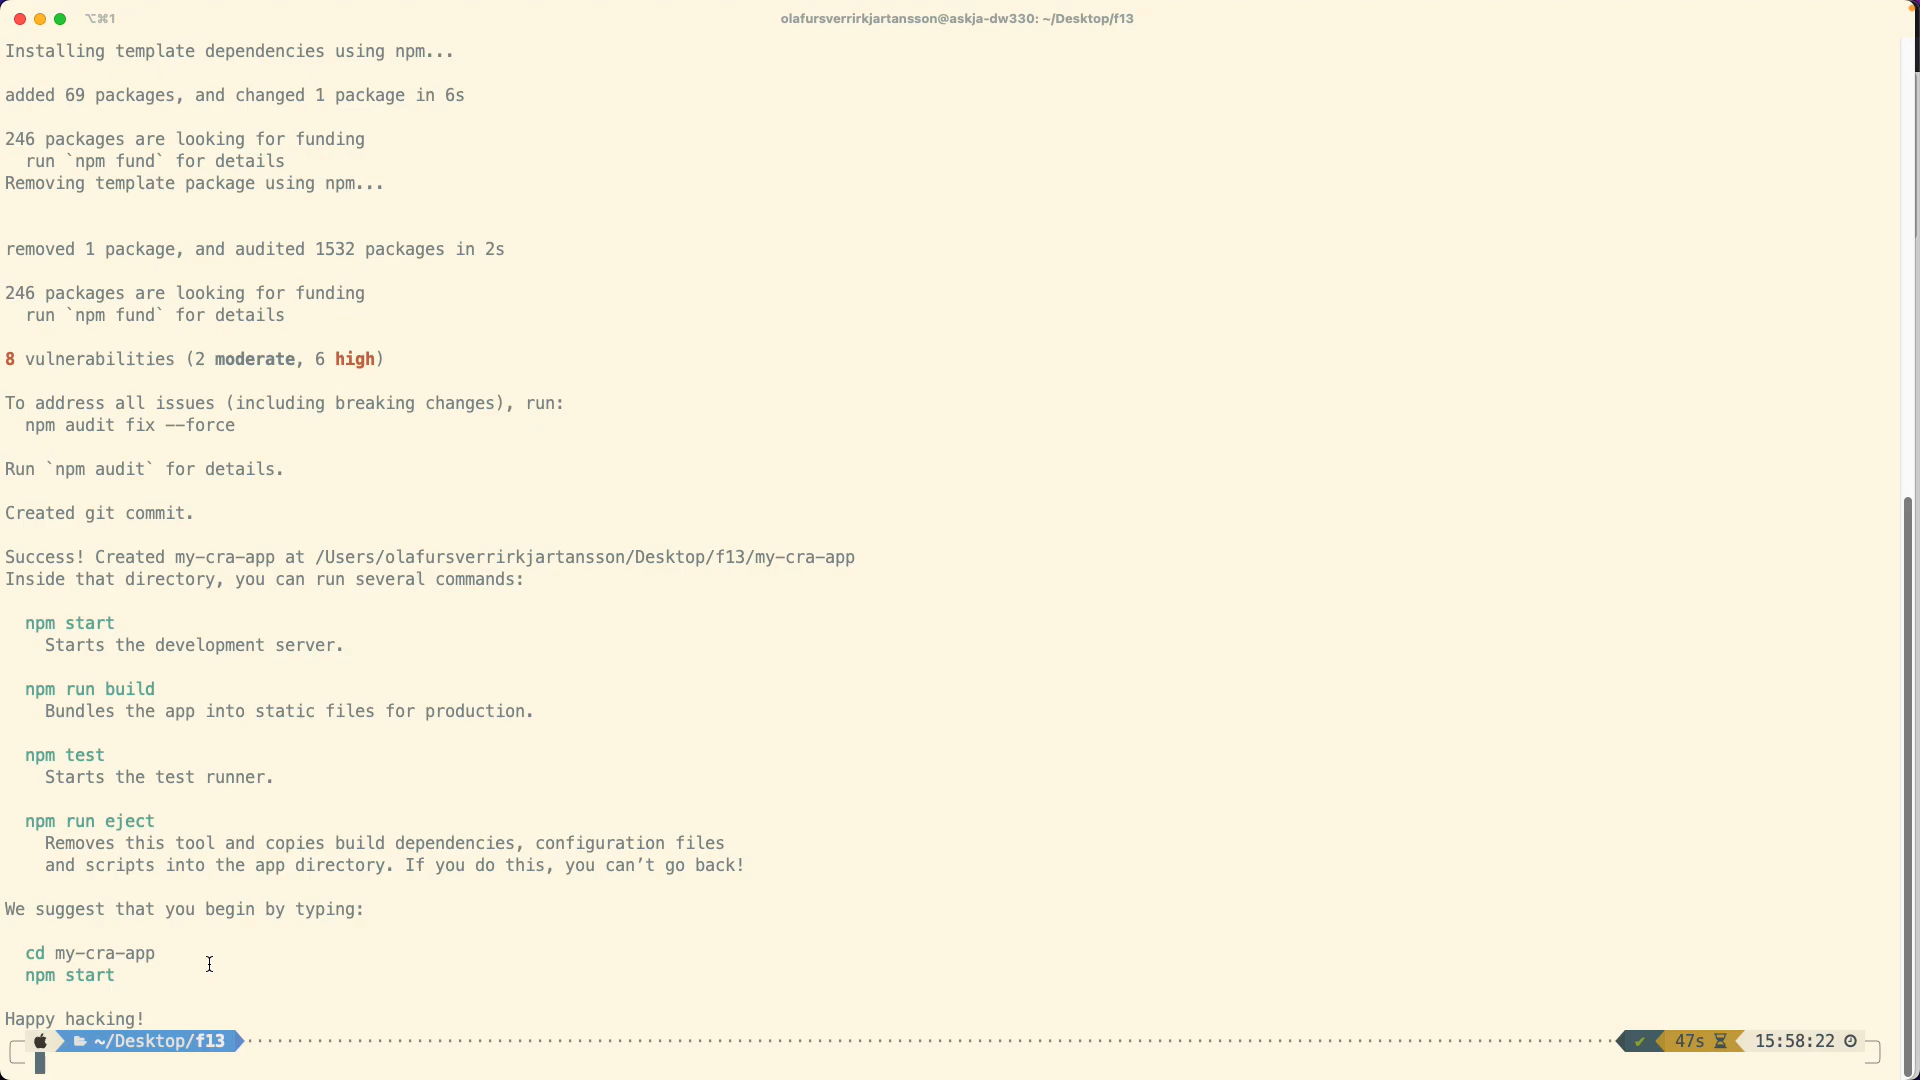 ⌥⌘1
olafursverrirkjartansson@askja-dw330: ~/Desktop/f13
Installing template dependencies using npm...
added 69 packages, and changed 1 package in 6s
246 packages are looking for funding
  run `npm fund` for details
Removing template package using npm...
removed 1 package, and audited 1532 packages in 2s
246 packages are looking for funding
  run `npm fund` for details
8 vulnerabilities (2 moderate, 6 high)
To address all issues (including breaking changes), run:
  npm audit fix --force
Run `npm audit` for details.
Created git commit.
Success! Created my-cra-app at /Users/olafursverrirkjartansson/Desktop/f13/my-cra-app
Inside that directory, you can run several commands:
  npm start
    Starts the development server.
  npm run build
    Bundles the app into static files for production.
  npm test
    Starts the test runner.
  npm run eject
    Removes this tool and copies build dependencies, configuration files
    and scripts into the app directory. If you do this, you can’t go back!
We suggest that you begin by typing:
  cd my-cra-app
  npm start
Happy hacking!
~/Desktop/f13 ✔ 47s 15:58:22